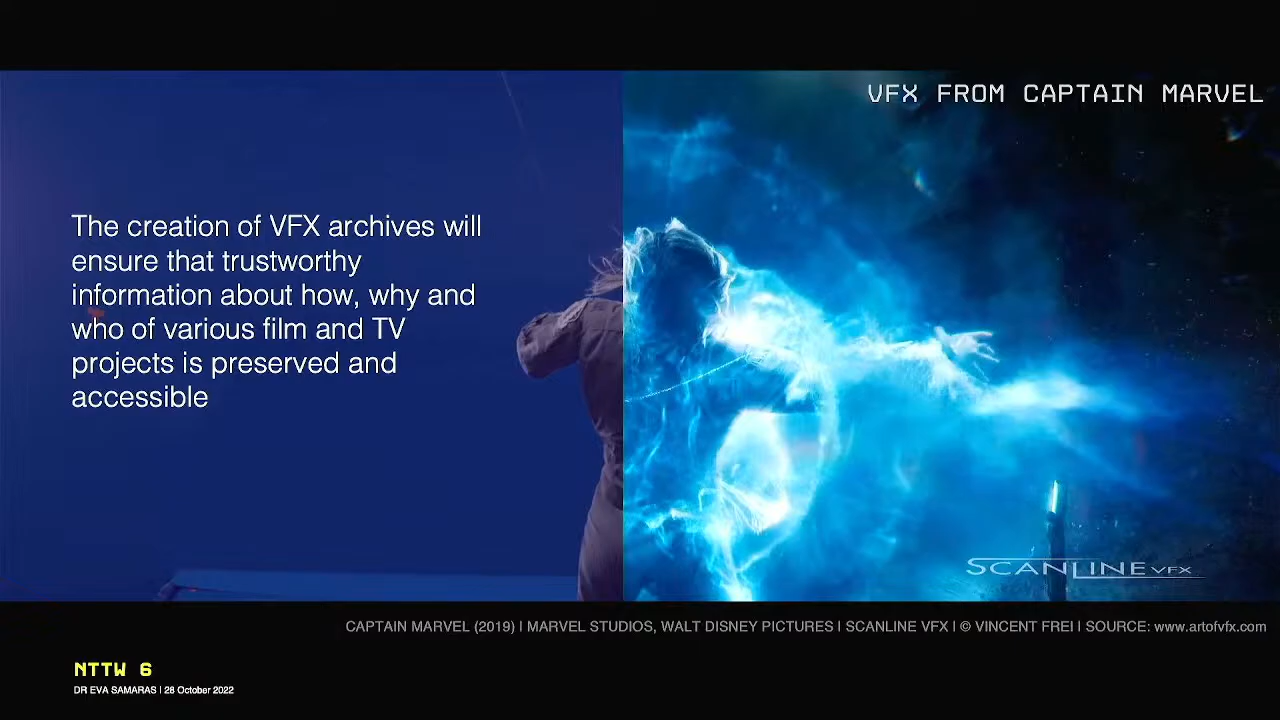 VFX FROM CAPTAIN MARVEL
The creation of VFX archives will
ensure that trustworthy
information about how, why and
who of various film and TV
projects is preserved and
accessible
SCANLINE VFX
CAPTAIN MARVEL (2019) | MARVEL STUDIOS, WALT DISNEY PICTURES | SCANLINE VFX | © VINCENT FREI | SOURCE: www.artofvfx.com
NTTW 6
DR EVA SAMARAS | 28 October 2022